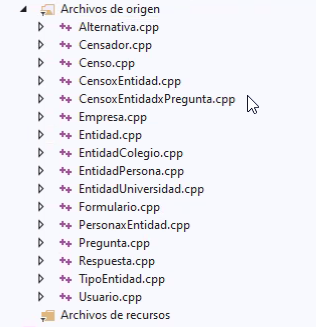 Archivos de origen
Alternativa.cpp
Censador.cpp
Censo.cpp
CensoxEntidad.cpp
CensoxEntidadxPregunta.cpp
Empresa.cpp
Entidad.cpp
EntidadColegio.cpp
EntidadPersona.cpp
EntidadUniversidad.cpp
Formulario.cpp
PersonaxEntidad.cpp
Pregunta.cpp
Respuesta.cpp
TipoEntidad.cpp
Usuario.cpp
Archivos de recursos